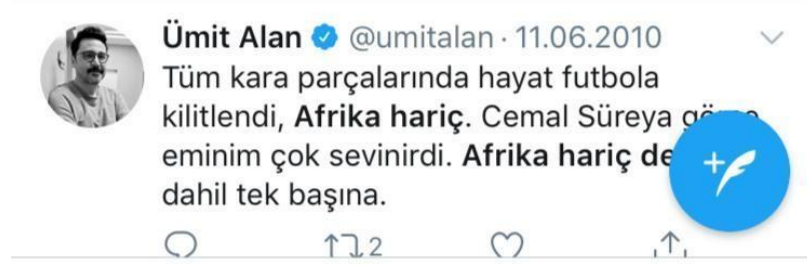 Ümit Alan @umitalan · 11.06.2010
Tüm kara parçalarında hayat futbola
kilitlendi, Afrika hariç. Cemal Süreya
eminim çok sevinirdi. Afrika hariç
dahil tek başına.
2